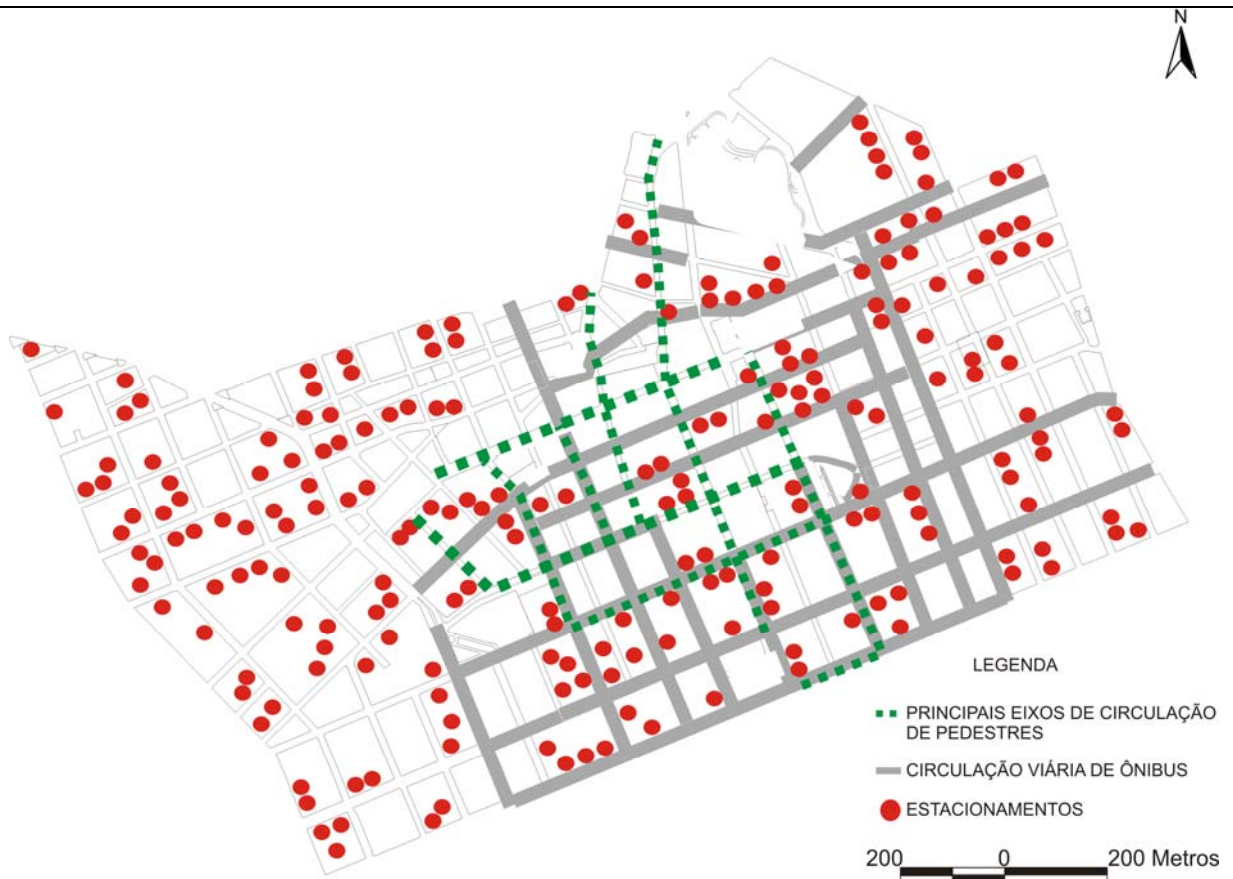 N
LEGENDA
PRINCIPAIS EIXOS DE CIRCULAÇÃO
DE PEDESTRES
CIRCULAÇÃO VIÁRIA DE ÔNIBUS
ESTACIONAMENTOS
200 0 200 Metros